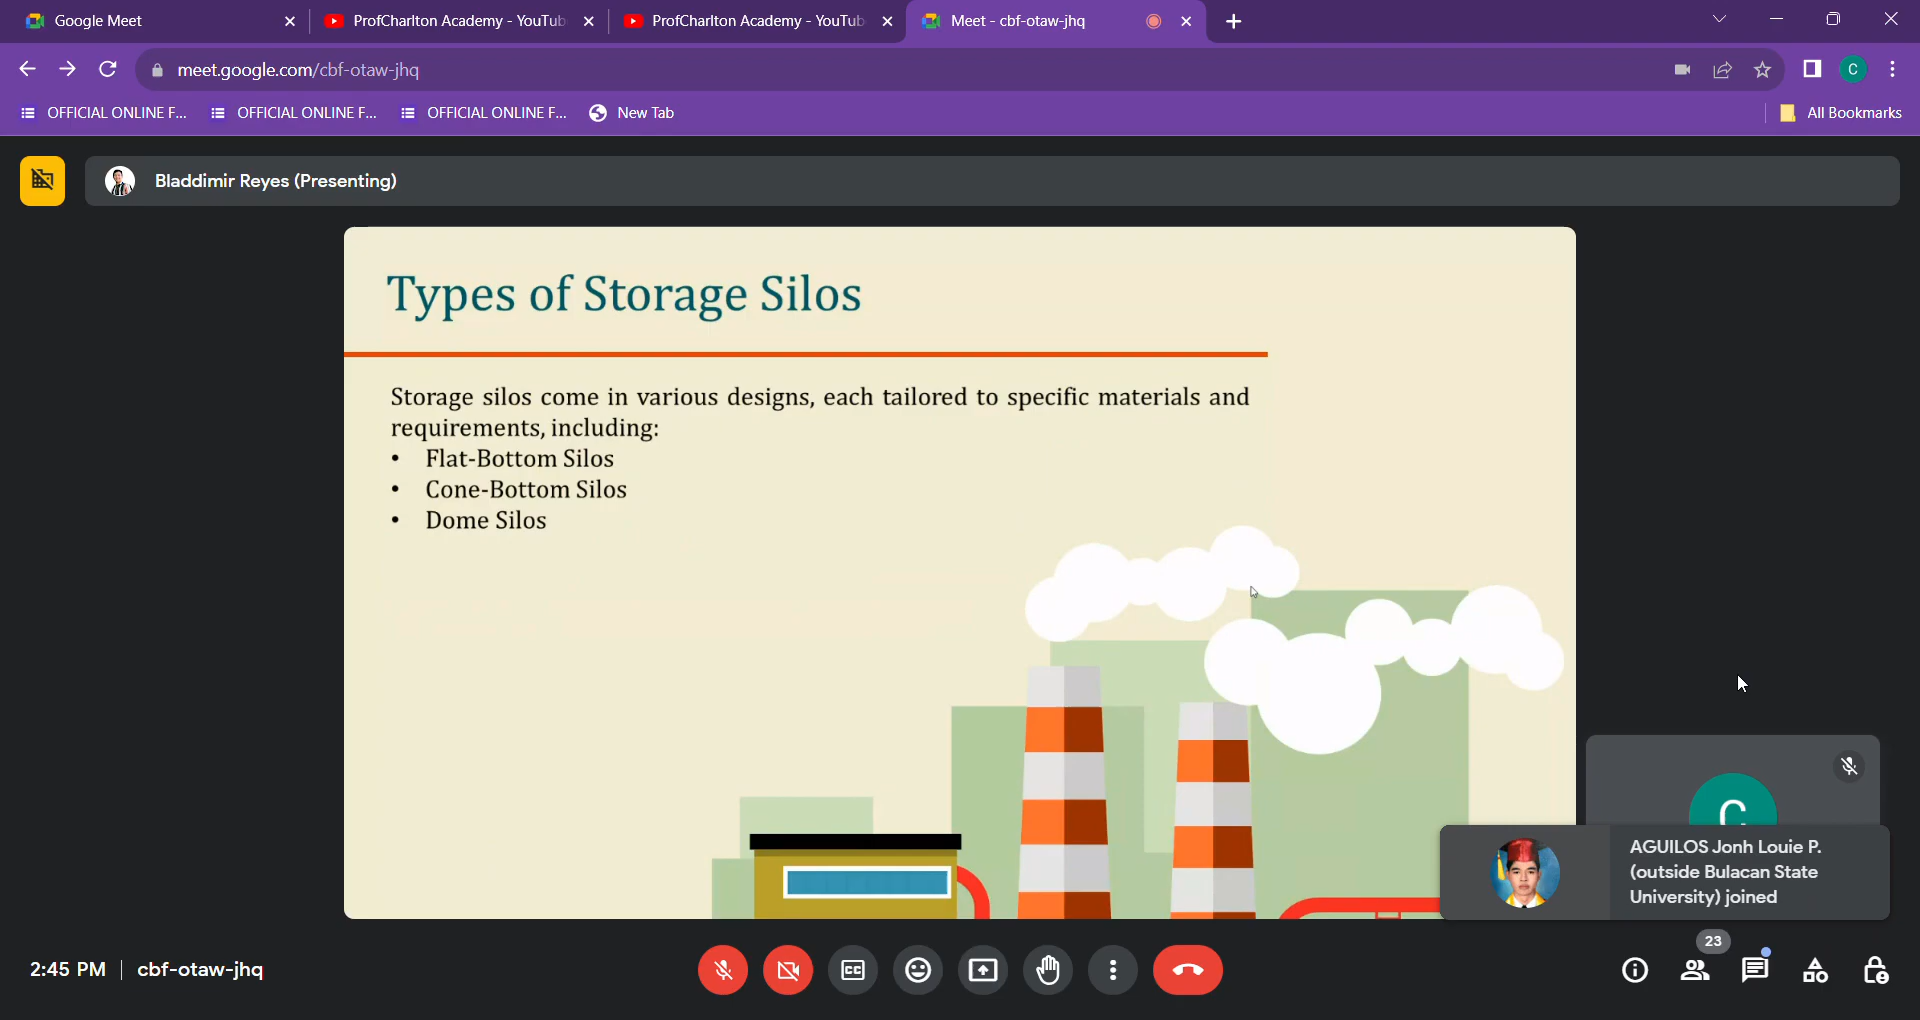 Google Meet
ProfCharlton Academy - YouTub
ProfCharlton Academy - YouTub
Meet - cbf-otaw-jhq
meet.google.com/cbf-otaw-jhq
C
OFFICIAL ONLINE F...
OFFICIAL ONLINE F...
OFFICIAL ONLINE F...
New Tab
All Bookmarks
Bladdimir Reyes (Presenting)
Types of Storage Silos
Storage silos come in various designs, each tailored to specific materials and
requirements, including:
• Flat-Bottom Silos
• Cone-Bottom Silos
• Dome Silos
C
AGUILOS Jonh Louie P.
(outside Bulacan State
University) joined
23
2:45 PM | cbf-otaw-jhq
CC